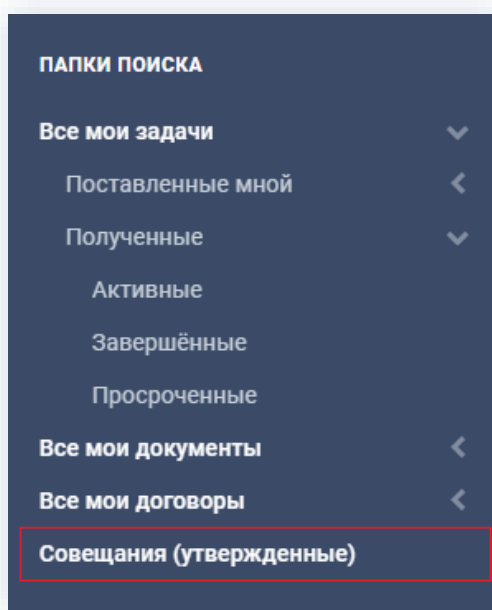 ПАПКИ ПОИСКА
Все мои задачи
Поставленные мной
Полученные
Активные
Завершённые
Просроченные
Все мои документы
Все мои договоры
Совещания (утвержденные)